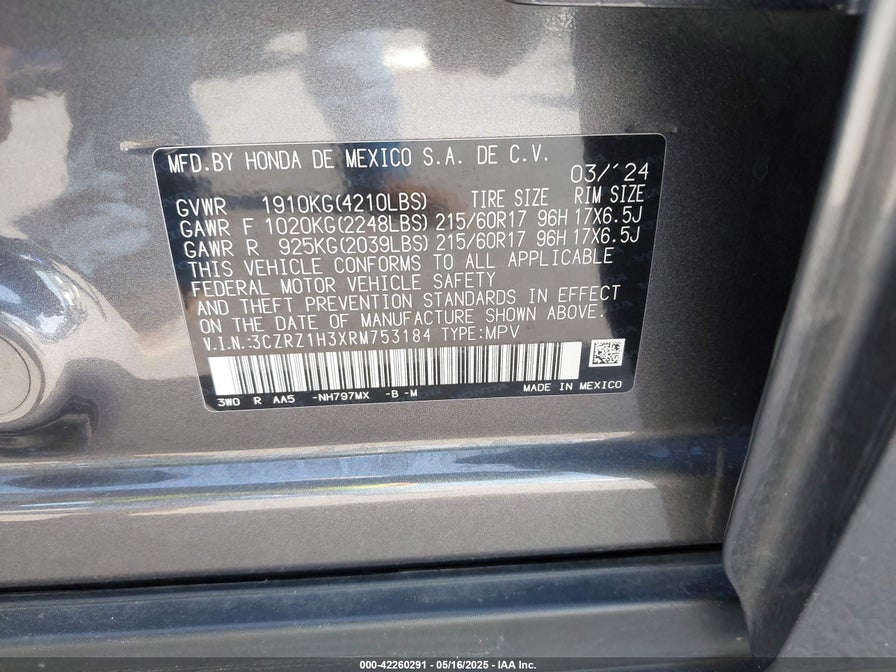 MFD.BY HONDA DE MEXICO S.A. DE C.V.
03/'24
GVWR 1910KG(4210LBS) TIRE SIZE RIM SIZE
GAWR F 1020KG(2248LBS) 215/60R17 96H 17X6.5J
GAWR R 925KG(2039LBS) 215/60R17 96H 17X6.5J
THIS VEHICLE CONFORMS TO ALL APPLICABLE
FEDERAL MOTOR VEHICLE SAFETY
AND THEFT PREVENTION STANDARDS IN EFFECT
ON THE DATE OF MANUFACTURE SHOWN ABOVE.
V.I.N.:3CZRZ1H3XRM753184 TYPE:MPV
3W0 R AA5 -NH797MX -B -M MADE IN MEXICO
000-42260291 - 05/16/2025 - IAA Inc.